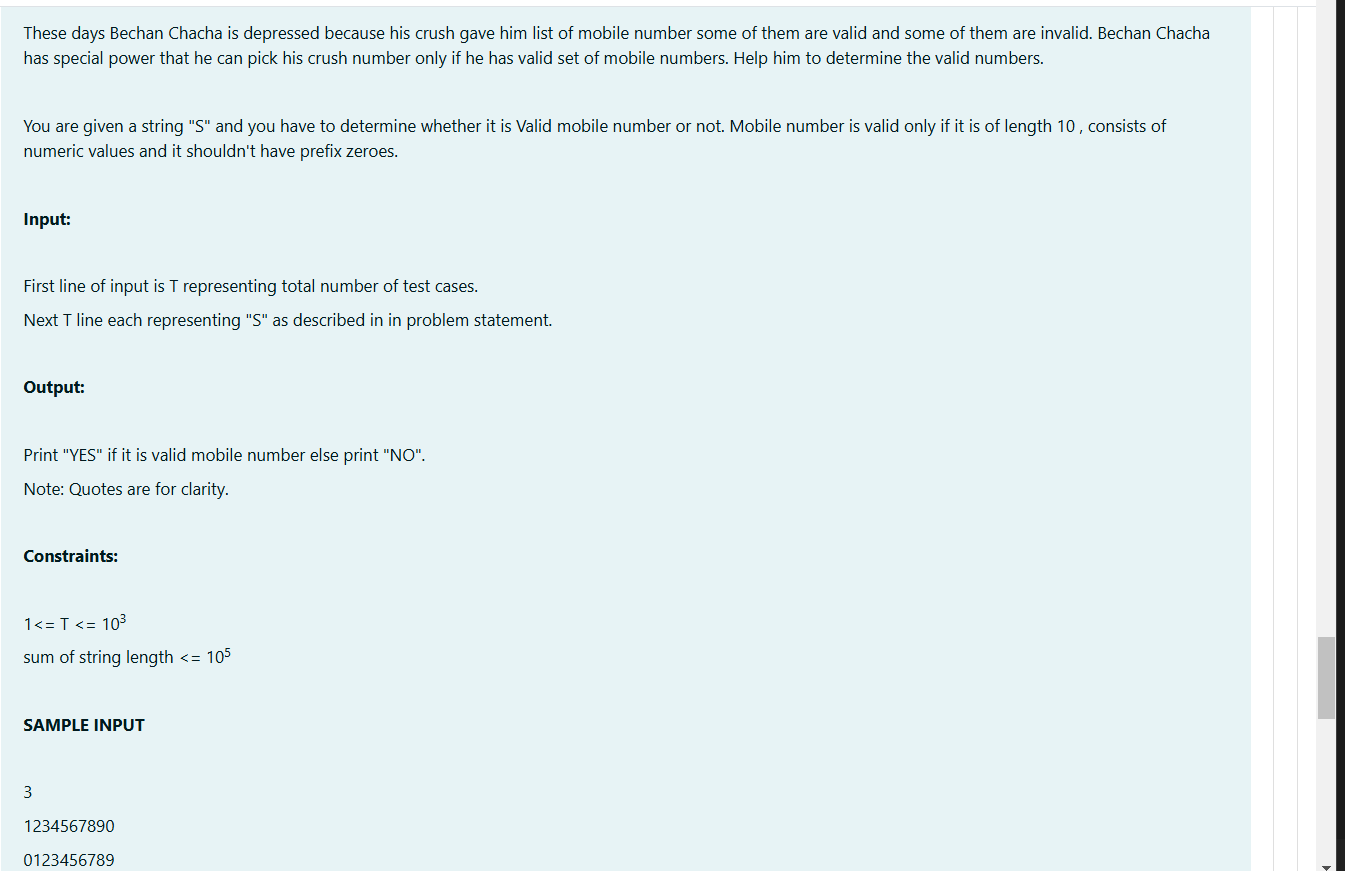 These days Bechan Chacha is depressed because his crush gave him list of mobile number some of them are valid and some of them are invalid. Bechan Chacha
has special power that he can pick his crush number only if he has valid set of mobile numbers. Help him to determine the valid numbers.
You are given a string "S" and you have to determine whether it is Valid mobile number or not. Mobile number is valid only if it is of length 10 , consists of
numeric values and it shouldn't have prefix zeroes.
Input:
First line of input is T representing total number of test cases.
Next T line each representing "S" as described in in problem statement.
Output:
Print "YES" if it is valid mobile number else print "NO".
Note: Quotes are for clarity.
Constraints:
1<= T <= 10³
sum of string length <= 10⁵
SAMPLE INPUT
3
1234567890
0123456789